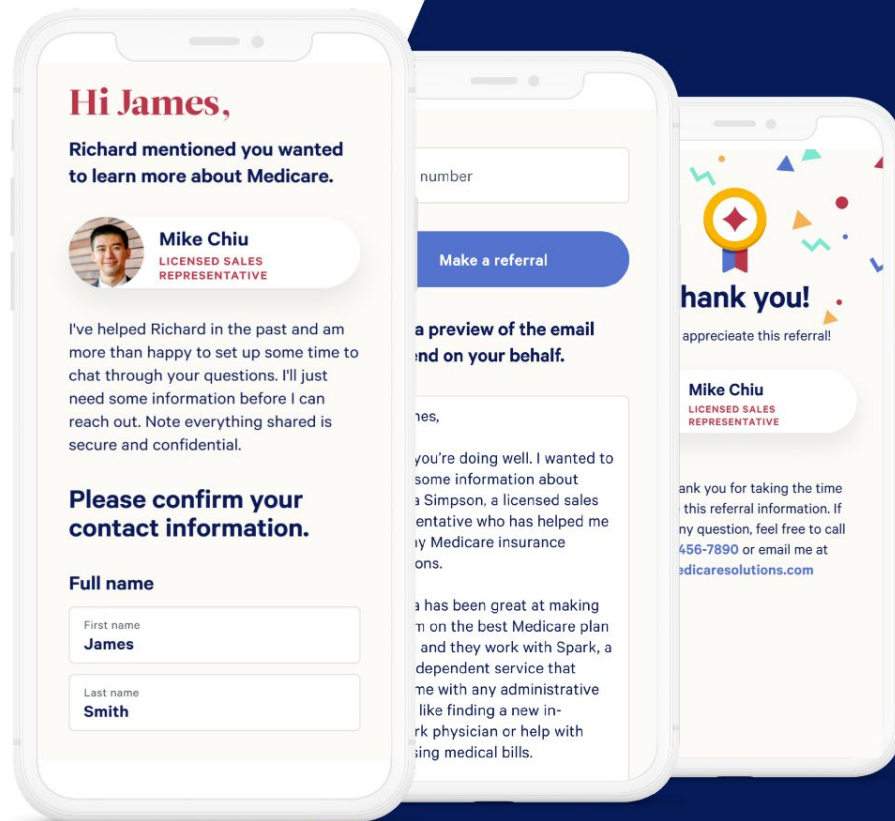 Hi James,
Richard mentioned you wanted
to learn more about Medicare.
Mike Chiu
LICENSED SALES
REPRESENTATIVE
I've helped Richard in the past and am
more than happy to set up some time to
chat through your questions. I'll just
need some information before I can
reach out. Note everything shared is
secure and confidential.
Please confirm your
contact information.
Full name
First name
James
Last name
Smith
number
Make a referral
a preview of the email
end on your behalf.
nes,
you're doing well. I wanted to
some information about
a Simpson, a licensed sales
entative who has helped me
y Medicare insurance
ons.
a has been great at making
m on the best Medicare plan
and they work with Spark, a
dependent service that
me with any administrative
like finding a new in-
rk physician or help with
sing medical bills.
hank you!
apprecieate this referral!
Mike Chiu
LICENSED SALES
REPRESENTATIVE
ank you for taking the time
this referral information. If
ny question, feel free to call
456-7890 or email me at
edicaresolutions.com